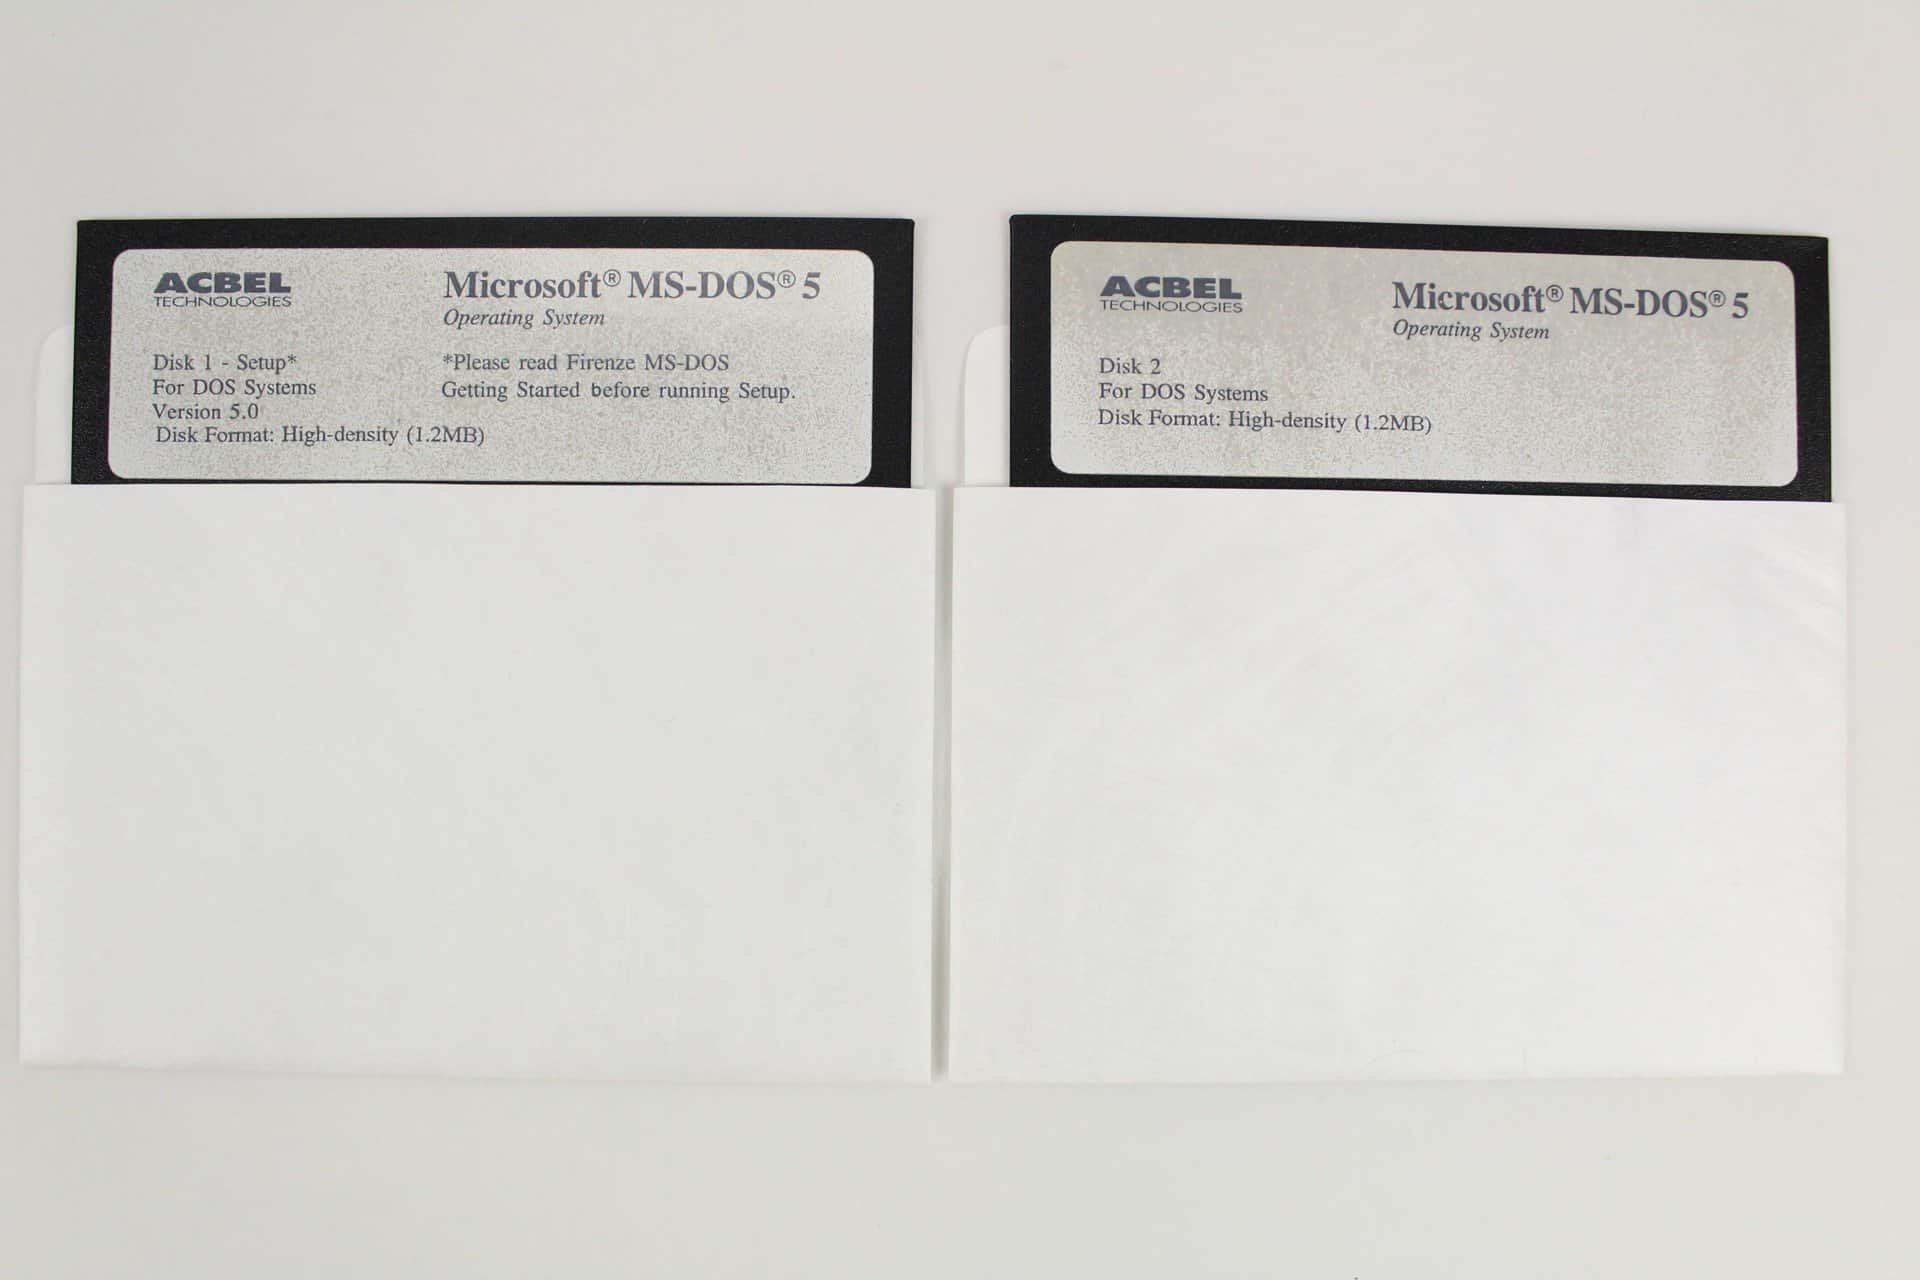 ACBEL
TECHNOLOGIES
Microsoft® MS-DOS® 5
Operating System
Disk 1 - Setup*
For DOS Systems
Version 5.0
Disk Format: High-density (1.2MB)
*Please read Firenze MS-DOS
Getting Started before running Setup.
ACBEL
TECHNOLOGIES
Microsoft® MS-DOS® 5
Operating System
Disk 2
For DOS Systems
Disk Format: High-density (1.2MB)